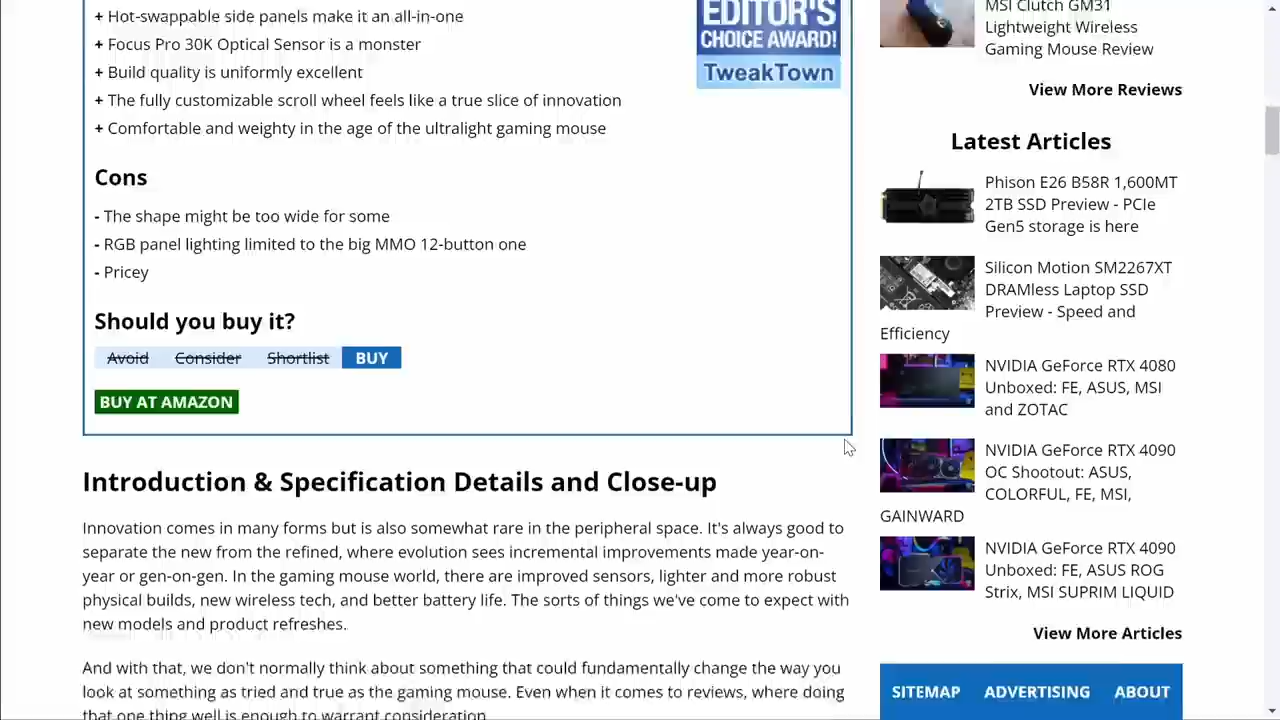 + Hot-swappable side panels make it an all-in-one
+ Focus Pro 30K Optical Sensor is a monster
+ Build quality is uniformly excellent
+ The fully customizable scroll wheel feels like a true slice of innovation
+ Comfortable and weighty in the age of the ultralight gaming mouse
EDITOR'S
CHOICE AWARD!
TweakTown
Cons
- The shape might be too wide for some
- RGB panel lighting limited to the big MMO 12-button one
- Pricey
Should you buy it?
Avoid Consider Shortlist BUY
BUY AT AMAZON
Introduction & Specification Details and Close-up
Innovation comes in many forms but is also somewhat rare in the peripheral space. It's always good to
separate the new from the refined, where evolution sees incremental improvements made year-on-
year or gen-on-gen. In the gaming mouse world, there are improved sensors, lighter and more robust
physical builds, new wireless tech, and better battery life. The sorts of things we've come to expect with
new models and product refreshes.
And with that, we don't normally think about something that could fundamentally change the way you
look at something as tried and true as the gaming mouse. Even when it comes to reviews, where doing
that one thing well is enough to warrant consideration
MSI Clutch GM31
Lightweight Wireless
Gaming Mouse Review
View More Reviews
Latest Articles
Phison E26 B58R 1,600MT
2TB SSD Preview - PCIe
Gen5 storage is here
Silicon Motion SM2267XT
DRAMless Laptop SSD
Preview - Speed and
Efficiency
NVIDIA GeForce RTX 4080
Unboxed: FE, ASUS, MSI
and ZOTAC
NVIDIA GeForce RTX 4090
OC Shootout: ASUS,
COLORFUL, FE, MSI,
GAINWARD
NVIDIA GeForce RTX 4090
Unboxed: FE, ASUS ROG
Strix, MSI SUPRIM LIQUID
View More Articles
SITEMAP ADVERTISING ABOUT